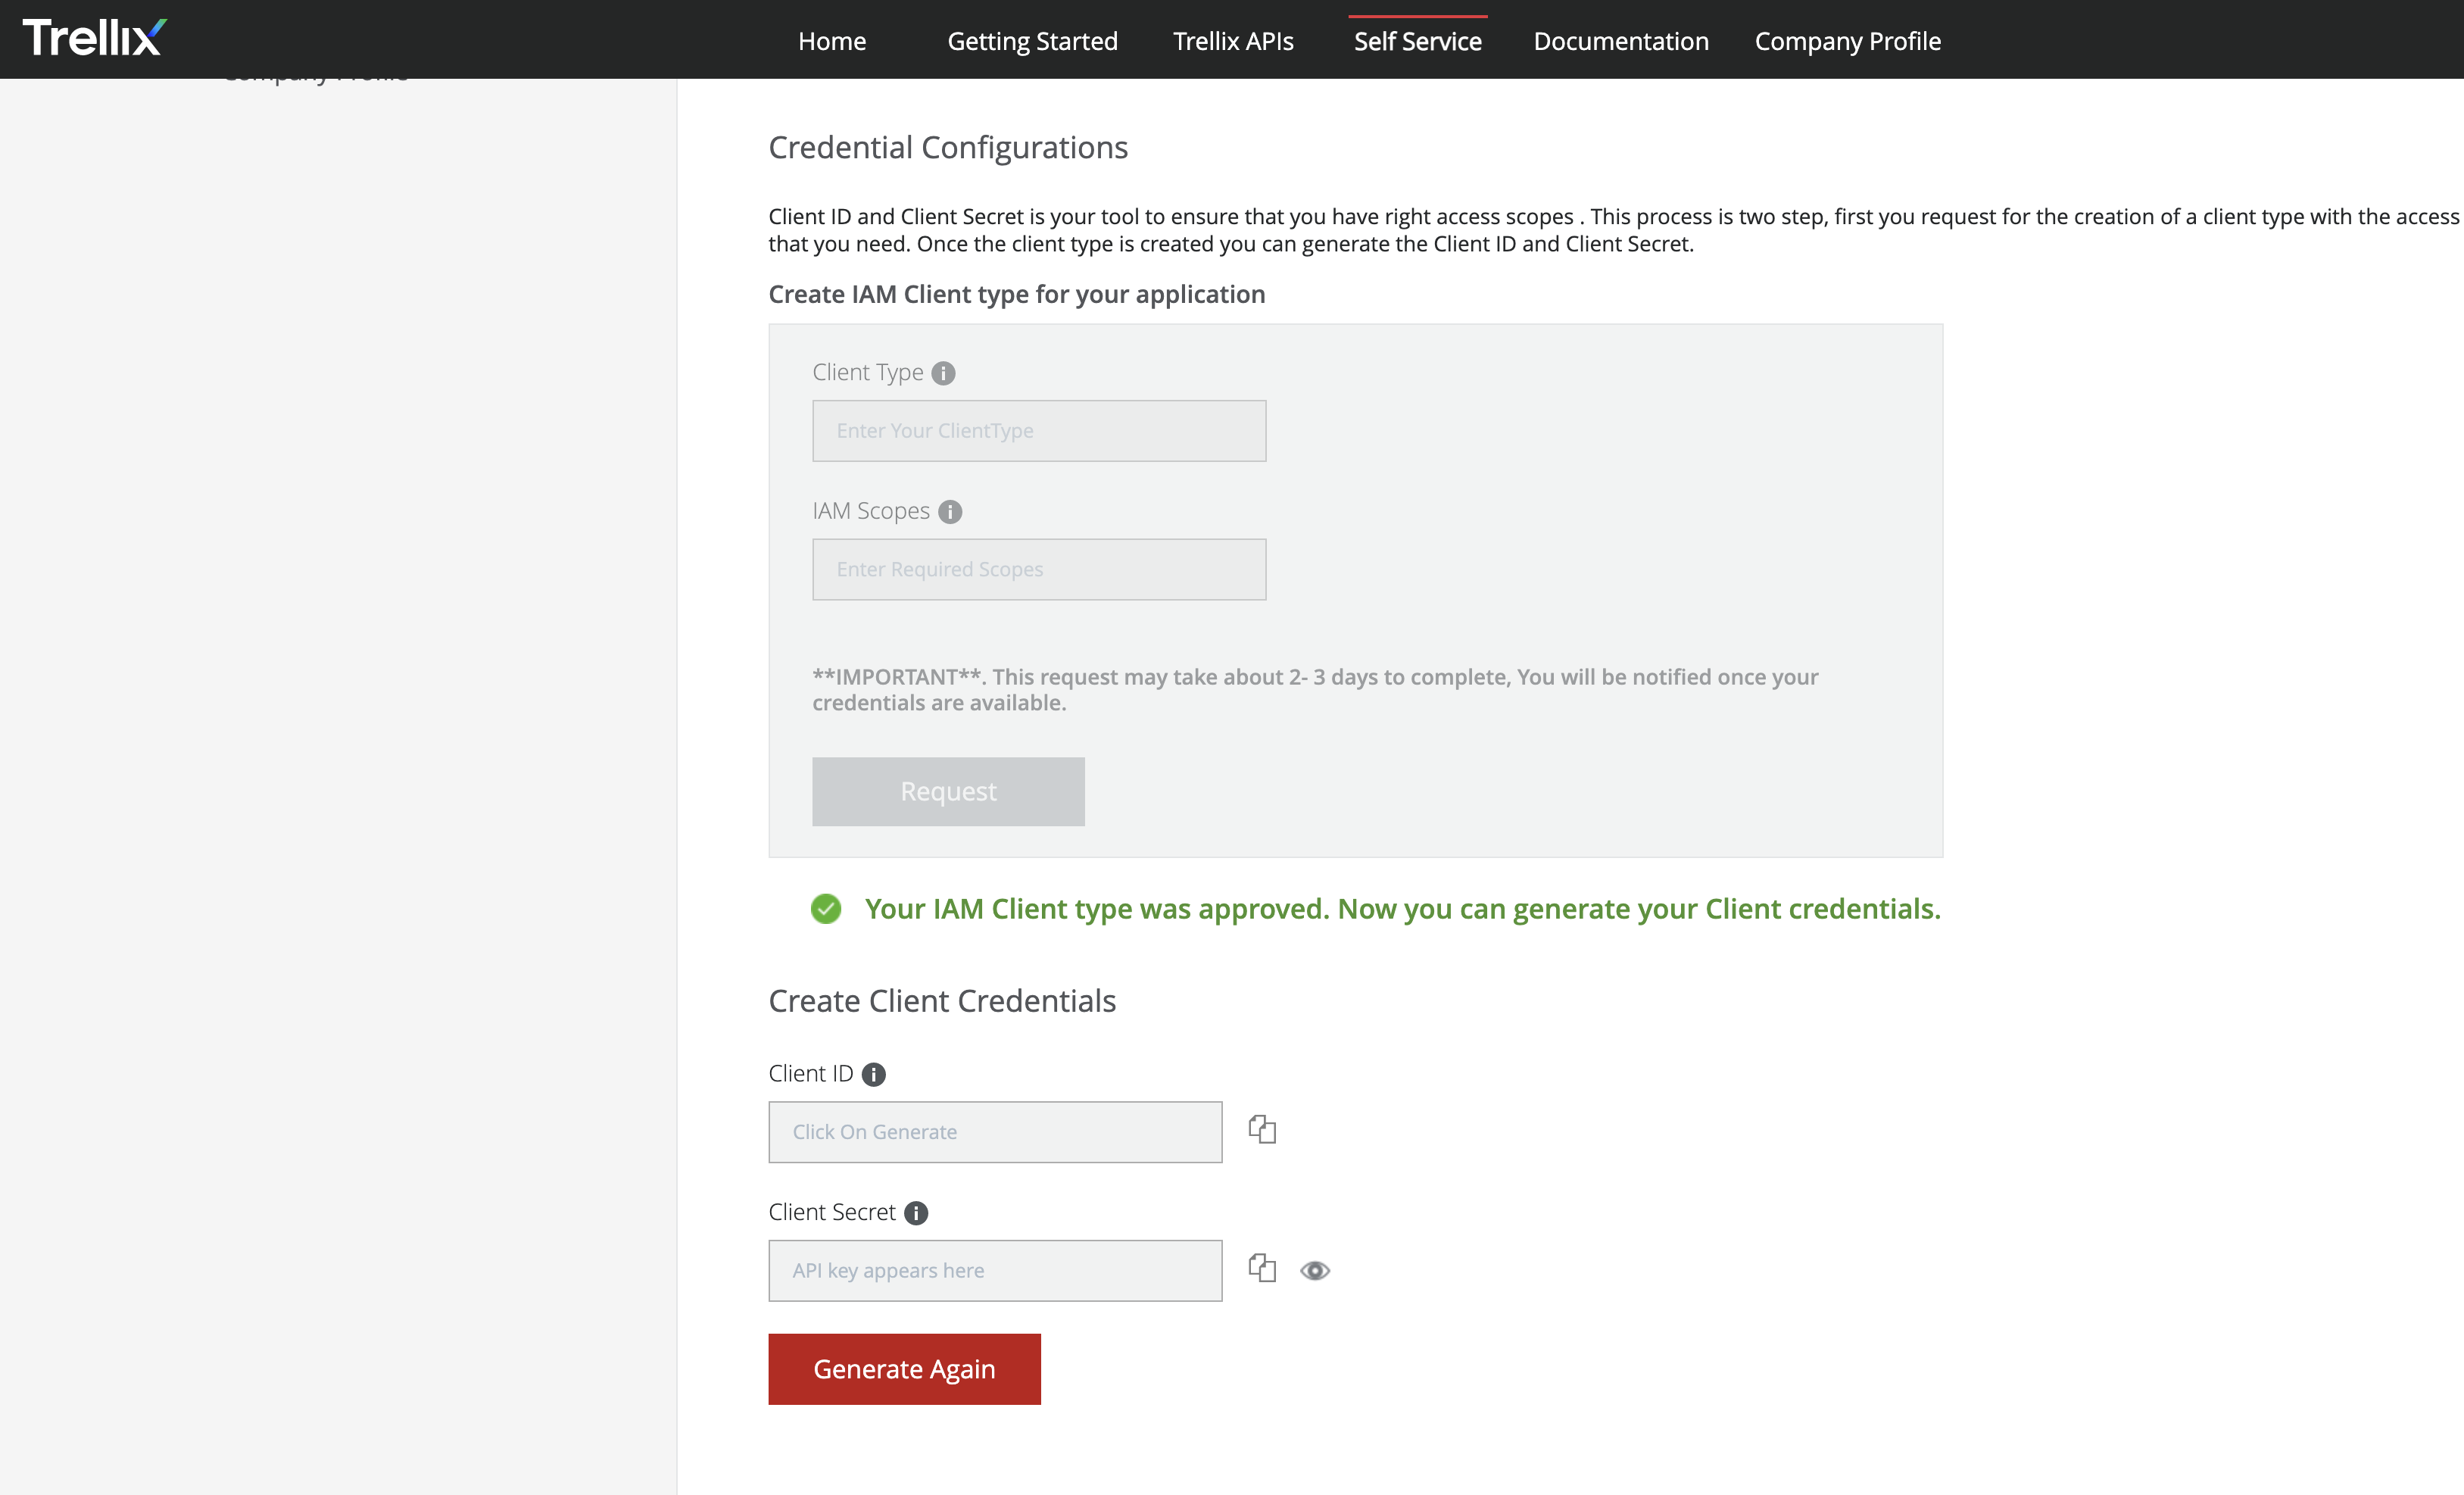 Trellix
Home
Getting Started
Trellix APIs
Self Service
Documentation
Company Profile
Company Profile
Credential Configurations
Client ID and Client Secret is your tool to ensure that you have right access scopes . This process is two step, first you request for the creation of a client type with the access
that you need. Once the client type is created you can generate the Client ID and Client Secret.
Create IAM Client type for your application
Client Type
Enter Your ClientType
IAM Scopes
Enter Required Scopes
**IMPORTANT**. This request may take about 2- 3 days to complete, You will be notified once your
credentials are available.
Request
Your IAM Client type was approved. Now you can generate your Client credentials.
Create Client Credentials
Client ID
Click On Generate
Client Secret
API key appears here
Generate Again